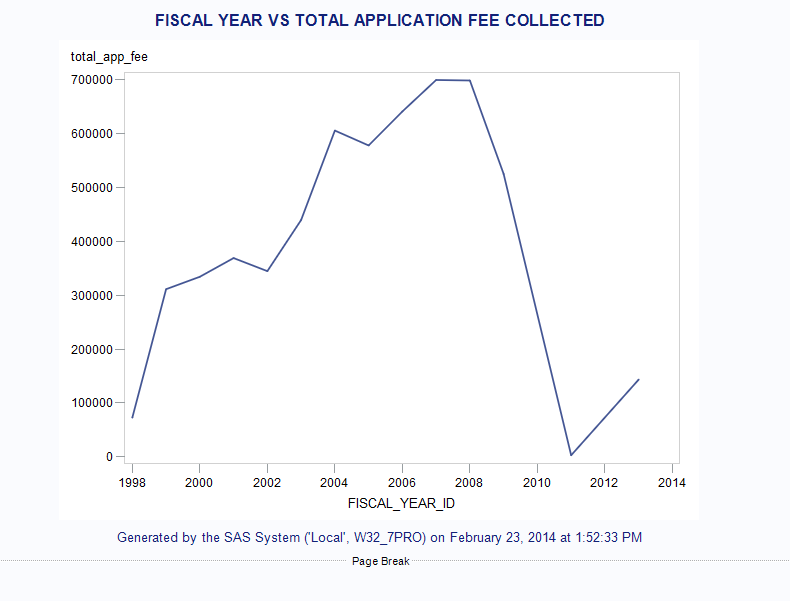 FISCAL YEAR VS TOTAL APPLICATION FEE COLLECTED
total_app_fee
700000
600000
500000
400000
300000
200000
100000
0
1998 2000 2002 2004 2006 2008 2010 2012 2014
FISCAL_YEAR_ID
Generated by the SAS System ('Local', W32_7PRO) on February 23, 2014 at 1:52:33 PM
Page Break